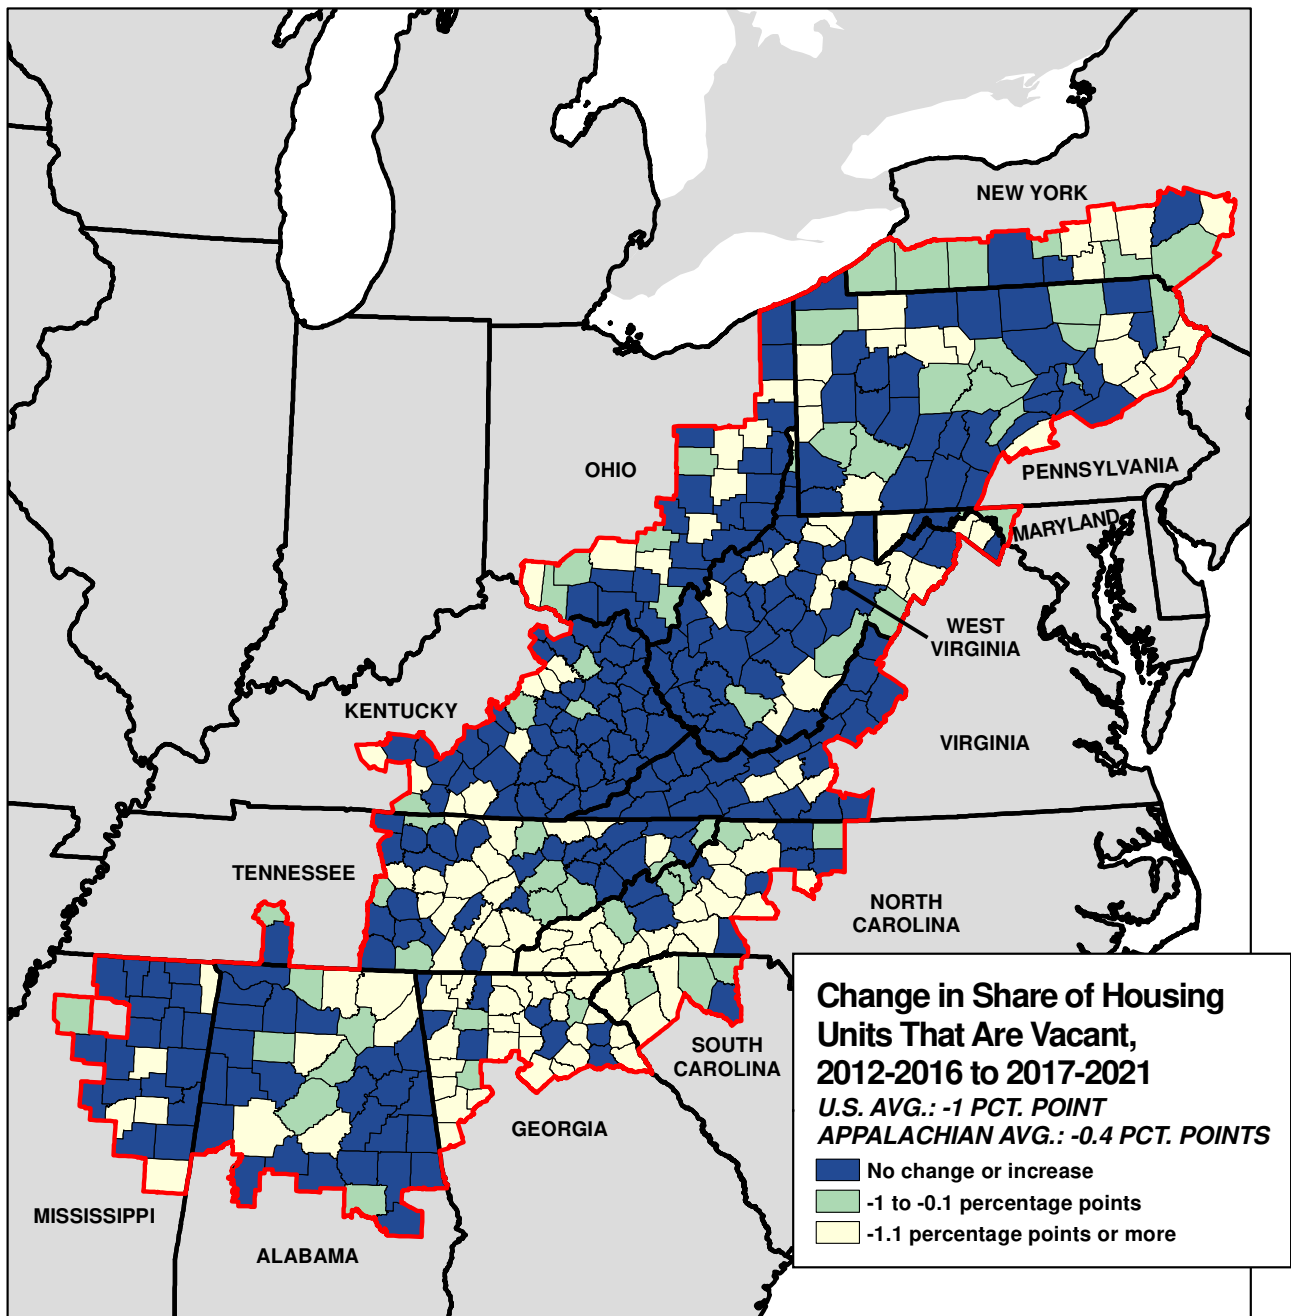 NEW YORK
OHIO
PENNSYLVANIA
MARYLAND
WEST
VIRGINIA
KENTUCKY
VIRGINIA
TENNESSEE
NORTH
CAROLINA
SOUTH
CAROLINA
GEORGIA
MISSISSIPPI
ALABAMA
Change in Share of Housing
Units That Are Vacant,
2012-2016 to 2017-2021
U.S. AVG.: -1 PCT. POINT
APPALACHIAN AVG.: -0.4 PCT. POINTS
No change or increase
-1 to -0.1 percentage points
-1.1 percentage points or more